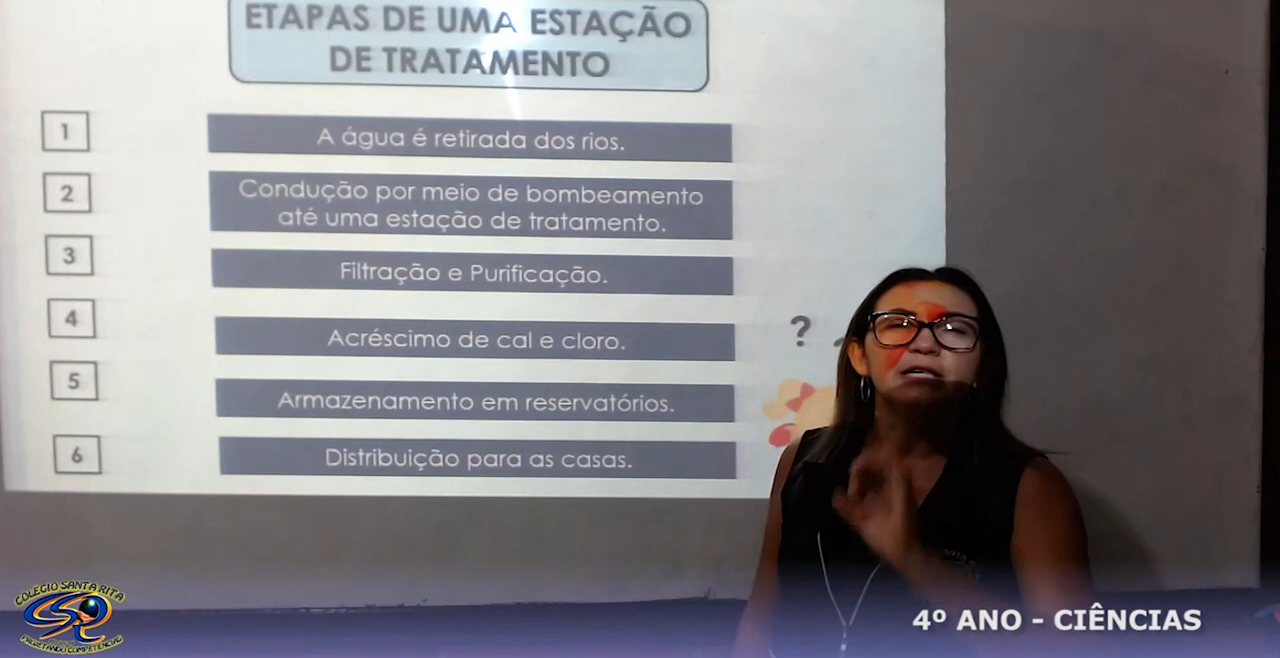 ETAPAS DE UMA ESTAÇÃO
DE TRATAMENTO
1
A água é retirada dos rios.
2
Condução por meio de bombeamento
até uma estação de tratamento.
3
Filtração e Purificação.
4
Acréscimo de cal e cloro.
?
5
Armazenamento em reservatórios.
6
Distribuição para as casas.
COLÉGIO SANTA RITA
PROJETANDO COMPETÊNCIAS
4º ANO - CIÊNCIAS